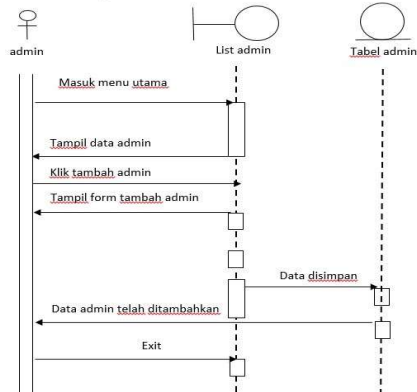 admin
List admin
Tabel admin
Masuk menu utama
Tampil data admin
Klik tambah admin
Tampil form tambah admin
Data disimpan
Data admin telah ditambahkan
Exit